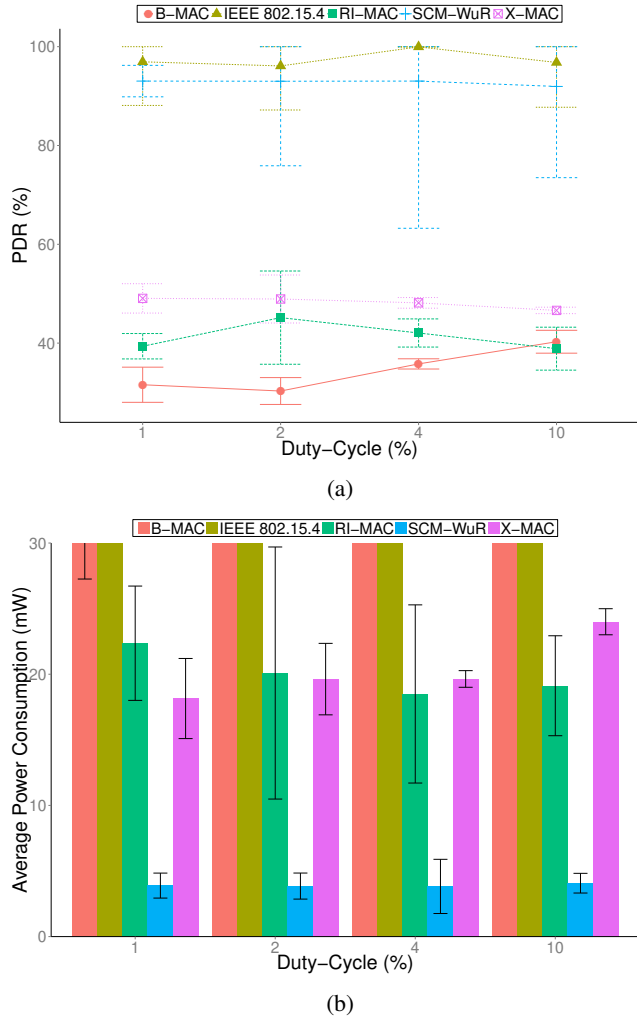 B−MAC IEEE 802.15.4 RI−MAC SCM−WuR X−MAC
100
80
60
40
PDR (%)
1 2 4 10
Duty−Cycle (%)
(a)
B−MAC IEEE 802.15.4 RI−MAC SCM−WuR X−MAC
30
20
10
0
Average Power Consumption (mW)
1 2 4 10
Duty−Cycle (%)
(b)